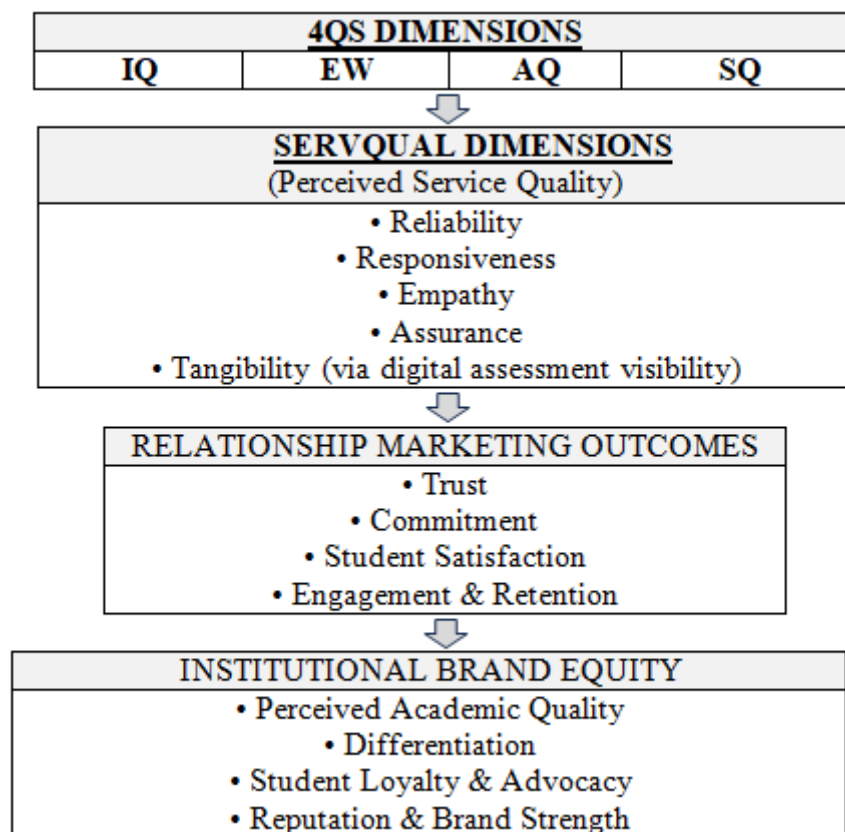 4QS DIMENSIONS
IQ EW AQ SQ
SERVQUAL DIMENSIONS
(Perceived Service Quality)
• Reliability
• Responsiveness
• Empathy
• Assurance
• Tangibility (via digital assessment visibility)
RELATIONSHIP MARKETING OUTCOMES
• Trust
• Commitment
• Student Satisfaction
• Engagement & Retention
INSTITUTIONAL BRAND EQUITY
• Perceived Academic Quality
• Differentiation
• Student Loyalty & Advocacy
• Reputation & Brand Strength